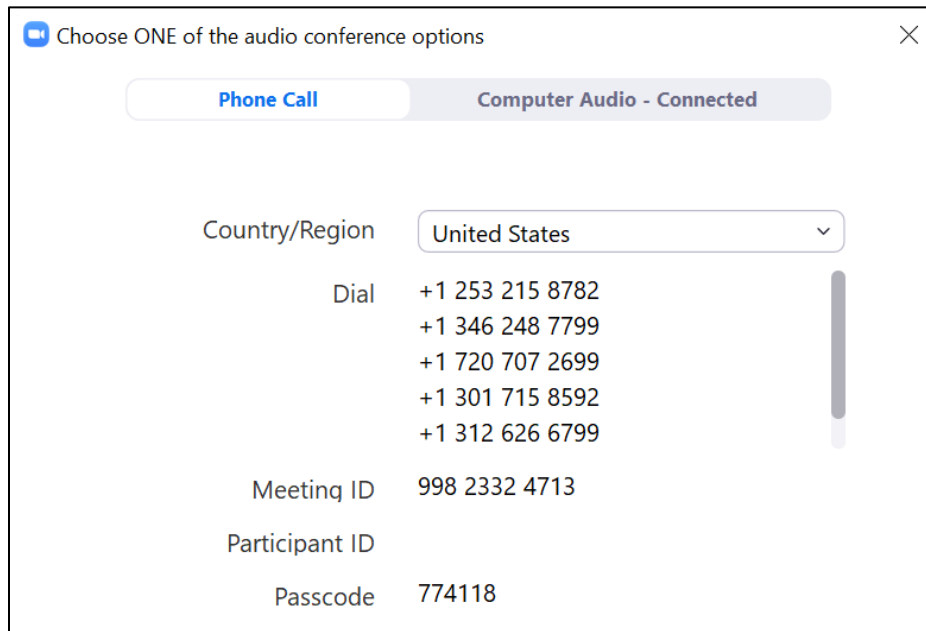 Choose ONE of the audio conference options
Phone Call Computer Audio - Connected
Country/Region United States
Dial +1 253 215 8782
+1 346 248 7799
+1 720 707 2699
+1 301 715 8592
+1 312 626 6799
Meeting ID 998 2332 4713
Participant ID
Passcode 774118